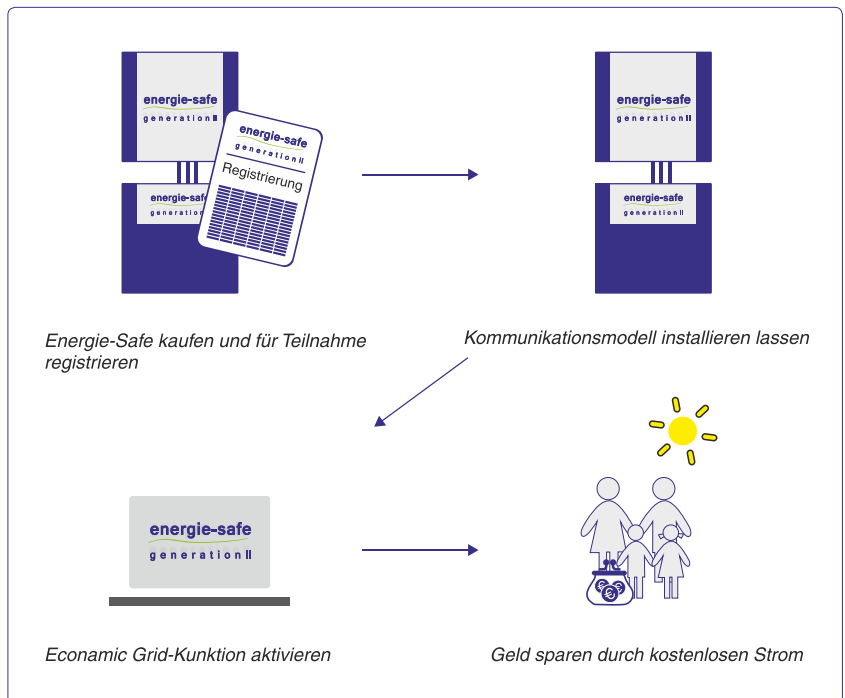 energie-safe
generation II
energie-safe
generation II
Registrierung
energie-safe
generation
energie-safe
generation II
energie-safe
generation II
Energie-Safe kaufen und für Teilnahme
registrieren
Kommunikationsmodell installieren lassen
energie-safe
generation II
Econamic Grid-Kunktion aktivieren
Geld sparen durch kostenlosen Strom